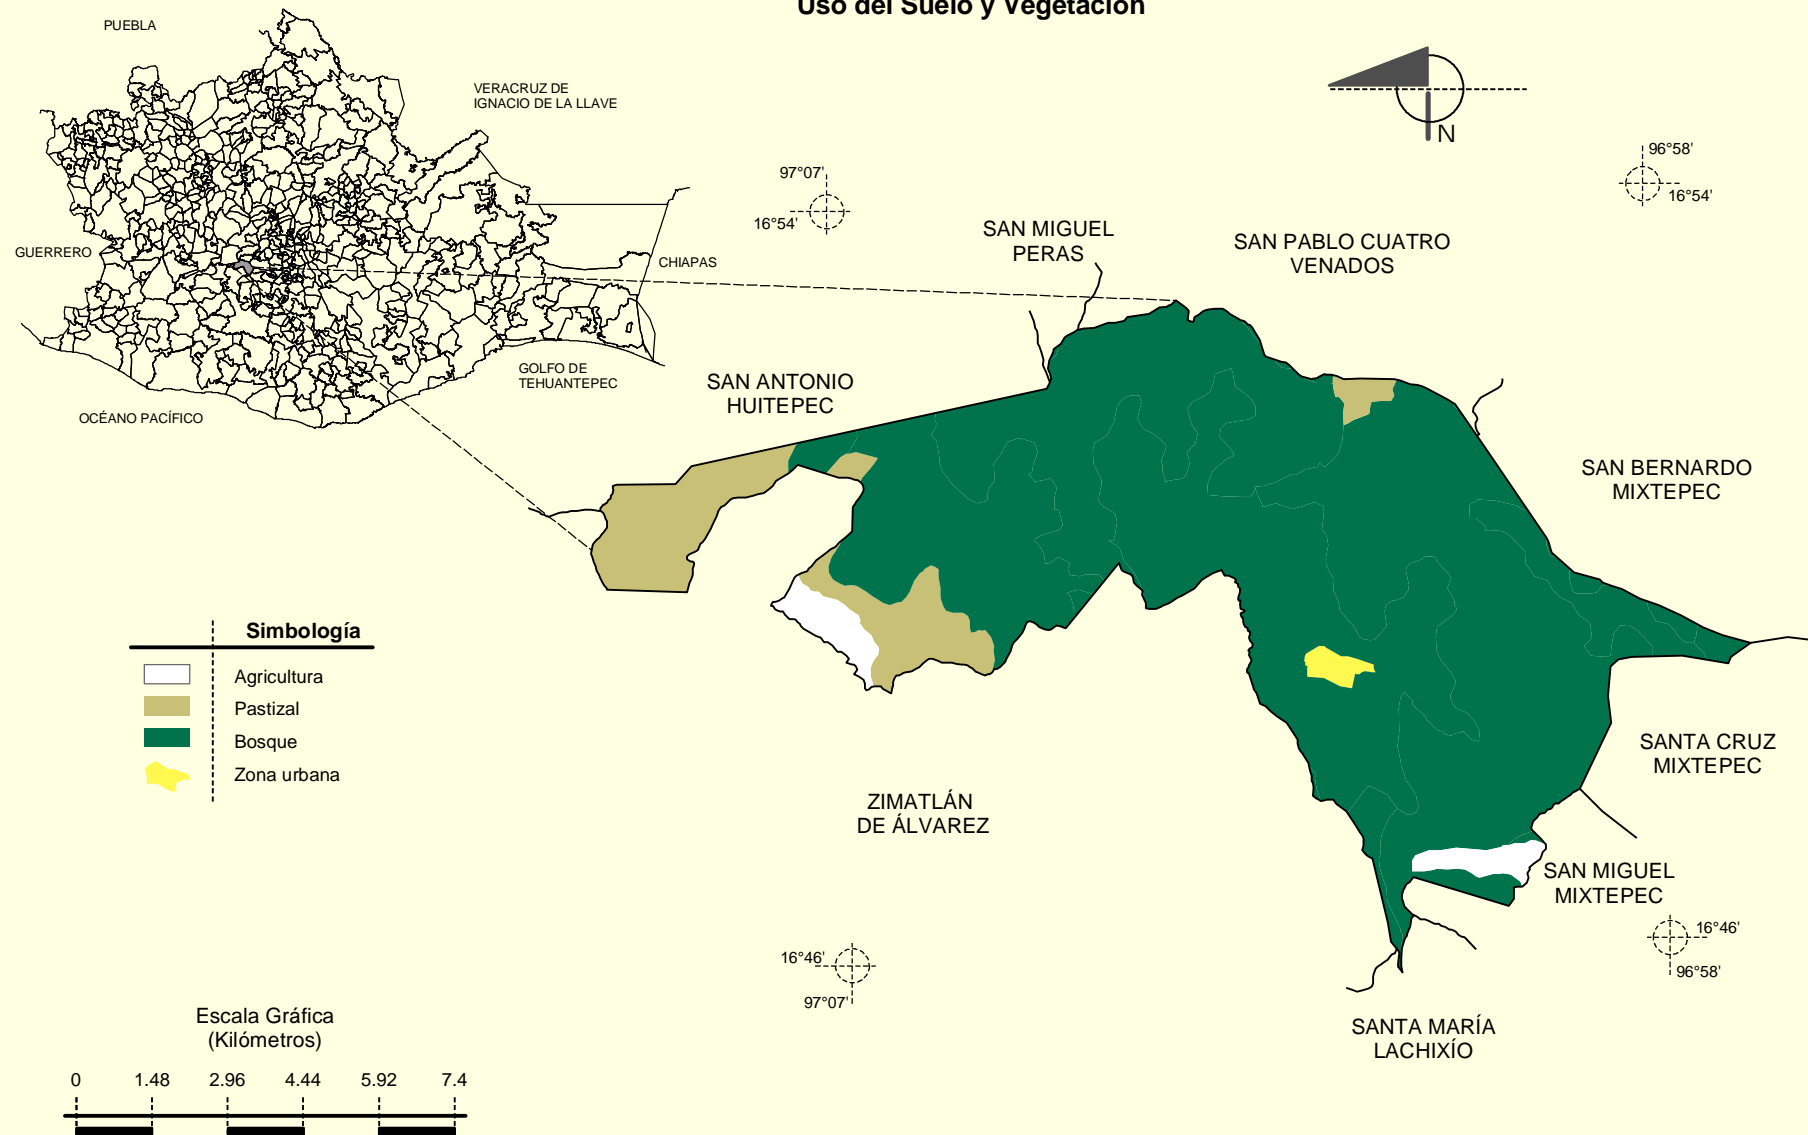 Uso del Suelo y Vegetación
PUEBLA
VERACRUZ DE
IGNACIO DE LA LLAVE
GUERRERO
CHIAPAS
GOLFO DE
TEHUANTEPEC
OCÉANO PACÍFICO
N
97°07'
16°54'
96°58'
16°54'
SAN MIGUEL
PERAS
SAN PABLO CUATRO
VENADOS
SAN ANTONIO
HUITEPEC
SAN BERNARDO
MIXTEPEC
SANTA CRUZ
MIXTEPEC
ZIMATLÁN
DE ÁLVAREZ
SAN MIGUEL
MIXTEPEC
SANTA MARÍA
LACHIXÍO
16°46'
97°07'
16°46'
96°58'
Simbología
Agricultura
Pastizal
Bosque
Zona urbana
Escala Gráfica
(Kilómetros)
0 1.48 2.96 4.44 5.92 7.4